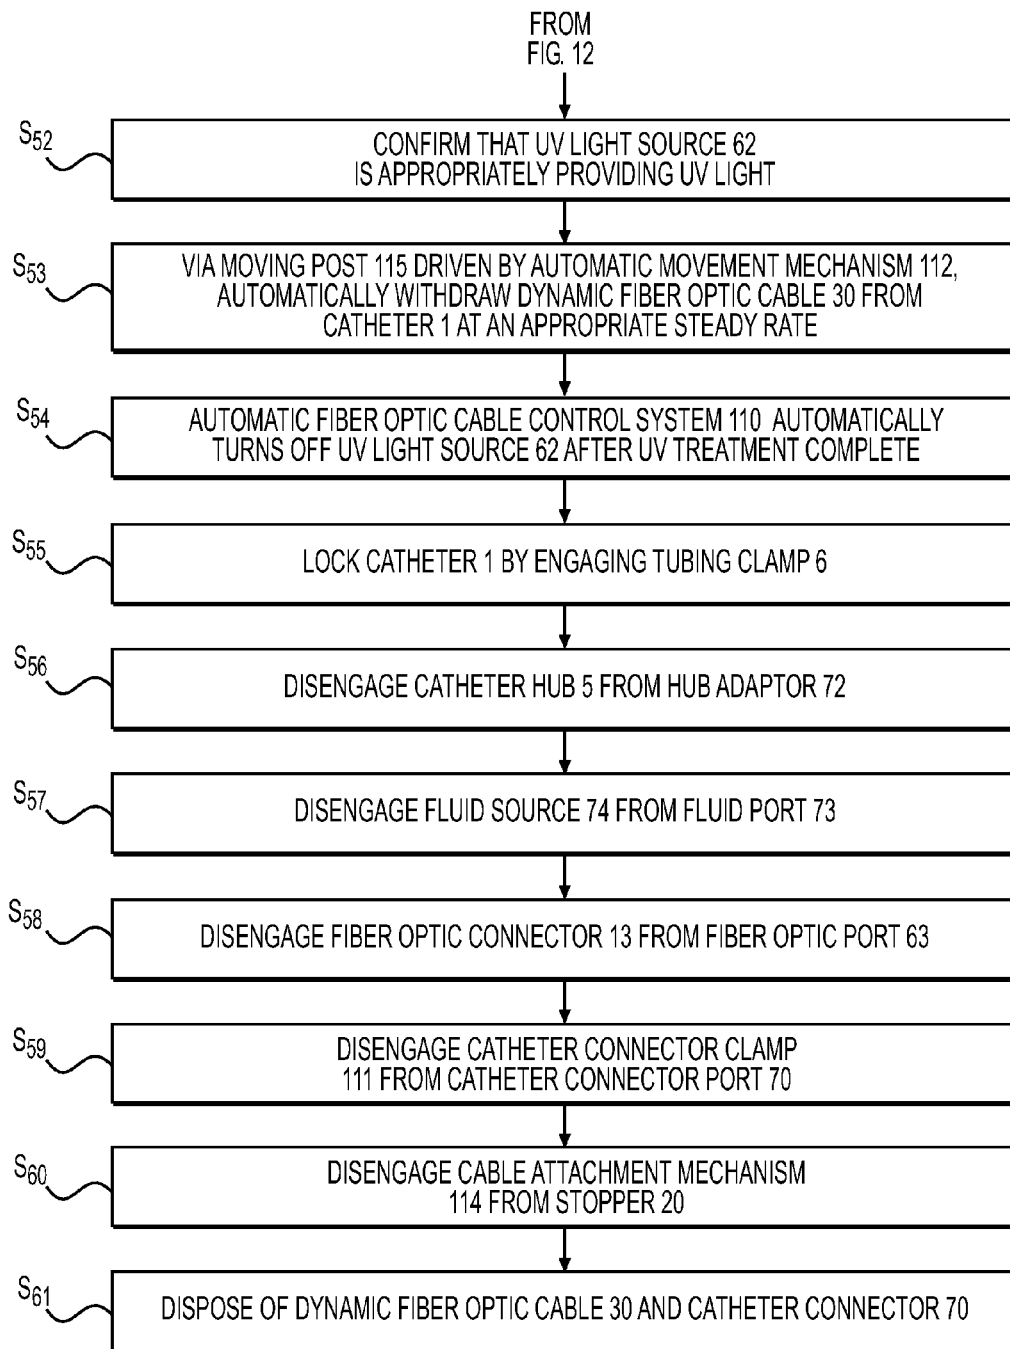 FROM
FIG. 12
S52
CONFIRM THAT UV LIGHT SOURCE 62
IS APPROPRIATELY PROVIDING UV LIGHT
S53
VIA MOVING POST 115 DRIVEN BY AUTOMATIC MOVEMENT MECHANISM 112,
AUTOMATICALLY WITHDRAW DYNAMIC FIBER OPTIC CABLE 30 FROM
CATHETER 1 AT AN APPROPRIATE STEADY RATE
S54
AUTOMATIC FIBER OPTIC CABLE CONTROL SYSTEM 110 AUTOMATICALLY
TURNS OFF UV LIGHT SOURCE 62 AFTER UV TREATMENT COMPLETE
S55
LOCK CATHETER 1 BY ENGAGING TUBING CLAMP 6
S56
DISENGAGE CATHETER HUB 5 FROM HUB ADAPTOR 72
S57
DISENGAGE FLUID SOURCE 74 FROM FLUID PORT 73
S58
DISENGAGE FIBER OPTIC CONNECTOR 13 FROM FIBER OPTIC PORT 63
S59
DISENGAGE CATHETER CONNECTOR CLAMP
111 FROM CATHETER CONNECTOR PORT 70
S60
DISENGAGE CABLE ATTACHMENT MECHANISM
114 FROM STOPPER 20
S61
DISPOSE OF DYNAMIC FIBER OPTIC CABLE 30 AND CATHETER CONNECTOR 70